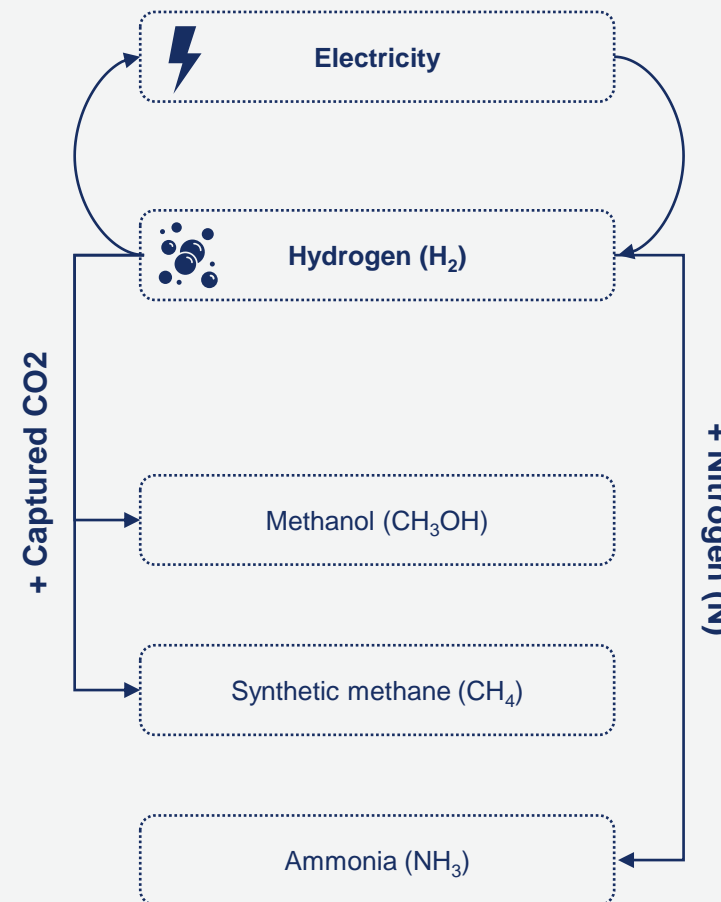 Electricity
Hydrogen (H₂)
+ Captured CO2
+ Nitrogen (N)
Methanol (CH₃OH)
Synthetic methane (CH₄)
Ammonia (NH₃)